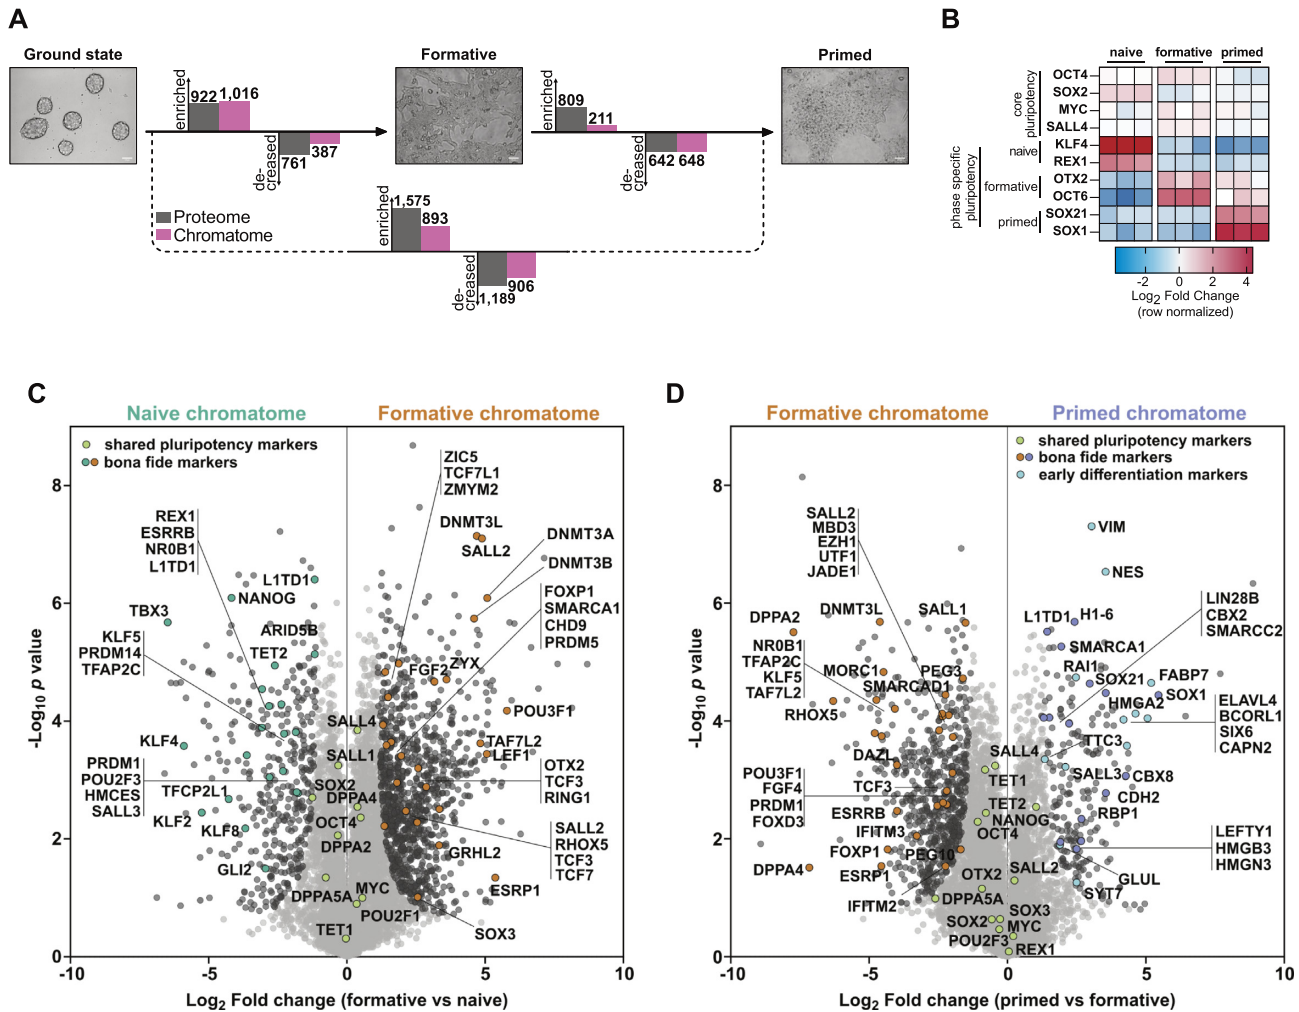 A
Ground state
Formative
Primed
enriched
922
1,016
de-
creased
761
387
enriched
809
211
de-
creased
642
648
Proteome
Chromatome
enriched
1,575
893
de-
creased
1,189
906
B
naive
formative
primed
core
pluripotency
OCT4
SOX2
MYC
SALL4
phase specific
pluripotency
naive
KLF4
REX1
formative
OTX2
OCT6
primed
SOX21
SOX1
-2
0
2
4
Log2 Fold Change
(row normalized)
C
Naive chromatome
Formative chromatome
shared pluripotency markers
bona fide markers
ZIC5
TCF7L1
ZMYM2
REX1
ESRRB
NR0B1
L1TD1
DNMT3L
SALL2
DNMT3A
DNMT3B
L1TD1
NANOG
TBX3
ARID5B
TET2
FOXP1
SMARCA1
CHD9
PRDM5
KLF5
PRDM14
TFAP2C
FGF2
ZYX
POU3F1
SALL4
KLF4
SALL1
TAF7L2
LEF1
PRDM1
POU2F3
HMCES
SALL3
TFCP2L1
SOX2
DPPA4
OTX2
TCF3
RING1
KLF2
KLF8
OCT4
DPPA2
SALL2
RHOX5
TCF3
TCF7
GLI2
GRHL2
ESRP1
DPPA5A
MYC
POU2F1
TET1
SOX3
-Log10 p value
8
6
4
2
0
-10
-5
0
5
10
Log2 Fold change (formative vs naive)
D
Formative chromatome
Primed chromatome
shared pluripotency markers
bona fide markers
early differentiation markers
SALL2
MBD3
EZH1
UTF1
JADE1
VIM
NES
DPPA2
DNMT3L
SALL1
L1TD1
H1-6
LIN28B
CBX2
SMARCC2
NR0B1
TFAP2C
KLF5
TAF7L2
MORC1
PEG3
SMARCAD1
SMARCA1
RAI1
SOX21
FABP7
SOX1
HMGA2
RHOX5
ELAVL4
BCORL1
SIX6
CAPN2
DAZL
SALL4
TET1
TTC3
SALL3
CBX8
POU3F1
FGF4
PRDM1
FOXD3
TCF3
ESRRB
IFITM3
TET2
NANOG
OCT4
CDH2
RBP1
FOXP1
PEG10
DPPA4
ESRP1
IFITM2
OTX2
SALL2
LEFTY1
HMGB3
HMGN3
GLUL
SYT7
DPPA5A
SOX2
SOX3
MYC
POU2F3
REX1
-Log10 p value
8
6
4
2
0
-10
-5
0
5
10
Log2 Fold change (primed vs formative)